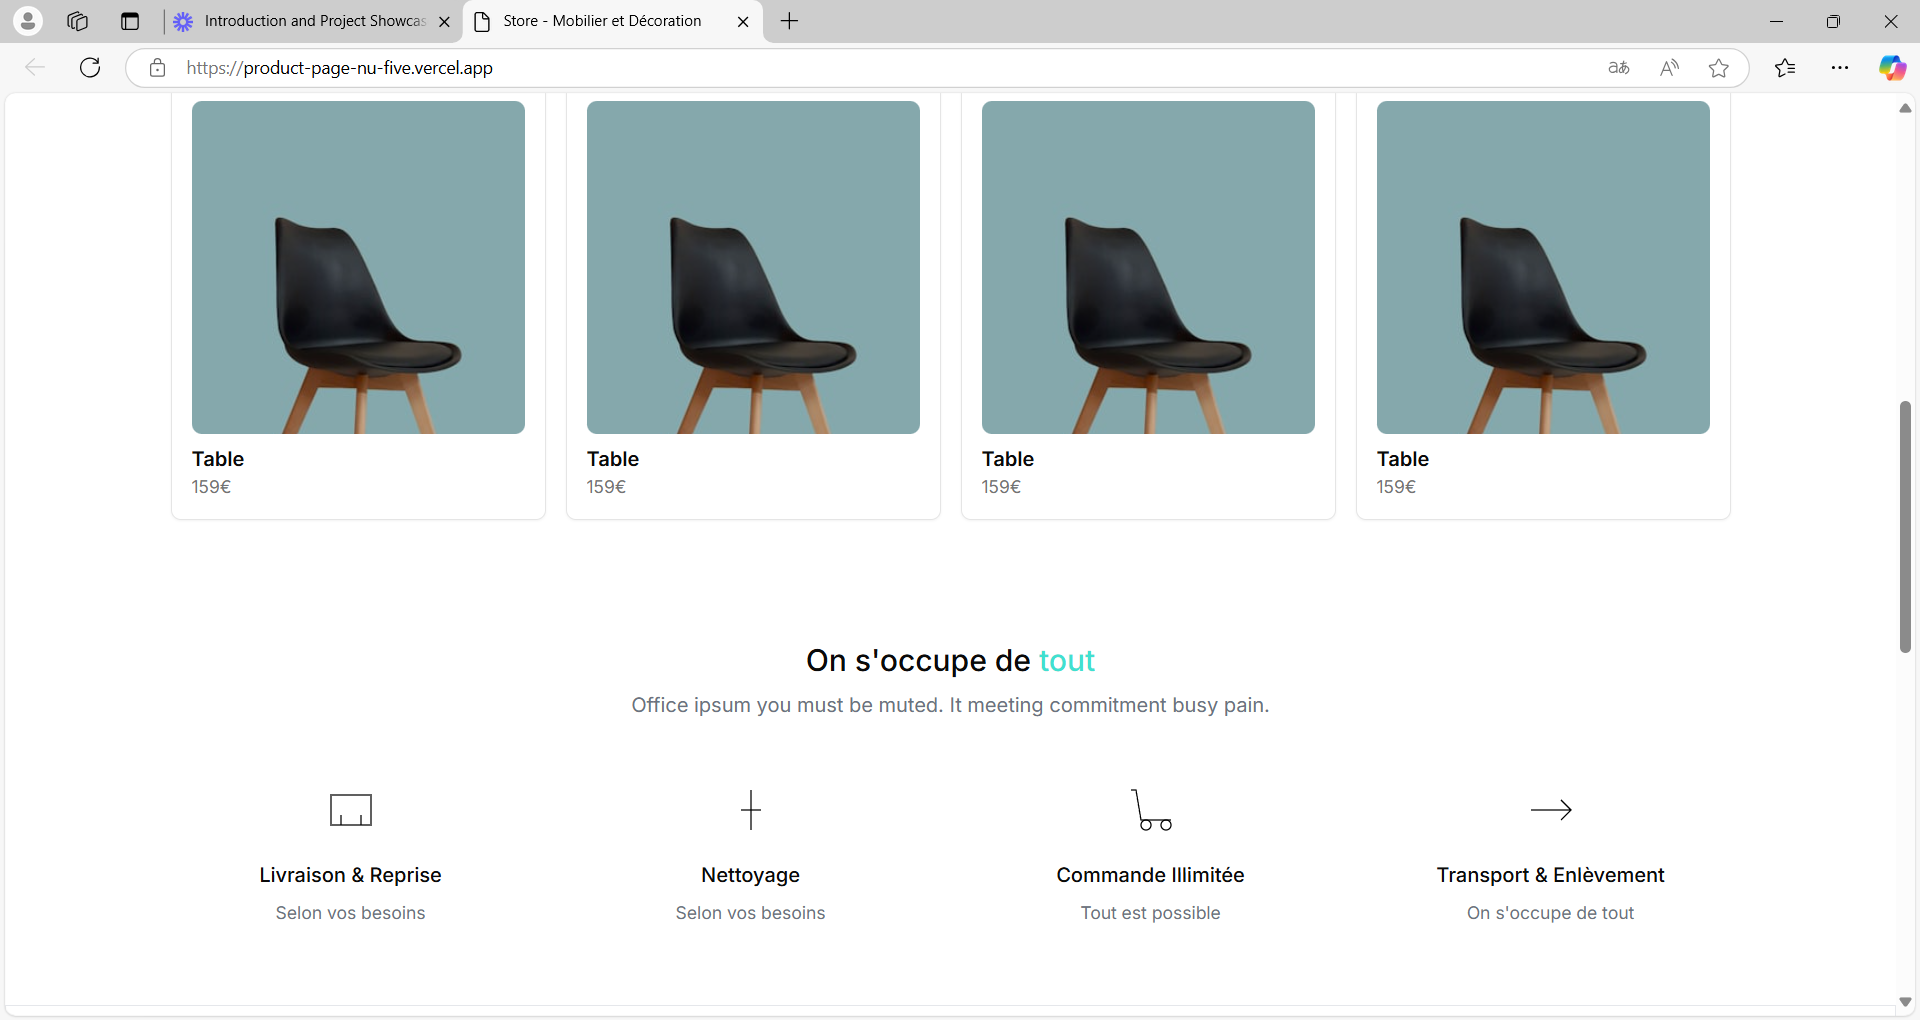 Introduction and Project Showcas
Store - Mobilier et Décoration
https://product-page-nu-five.vercel.app
Table
159€
Table
159€
Table
159€
Table
159€
On s'occupe de tout
Office ipsum you must be muted. It meeting commitment busy pain.
Livraison & Reprise
Selon vos besoins
Nettoyage
Selon vos besoins
Commande Illimitée
Tout est possible
Transport & Enlèvement
On s'occupe de tout